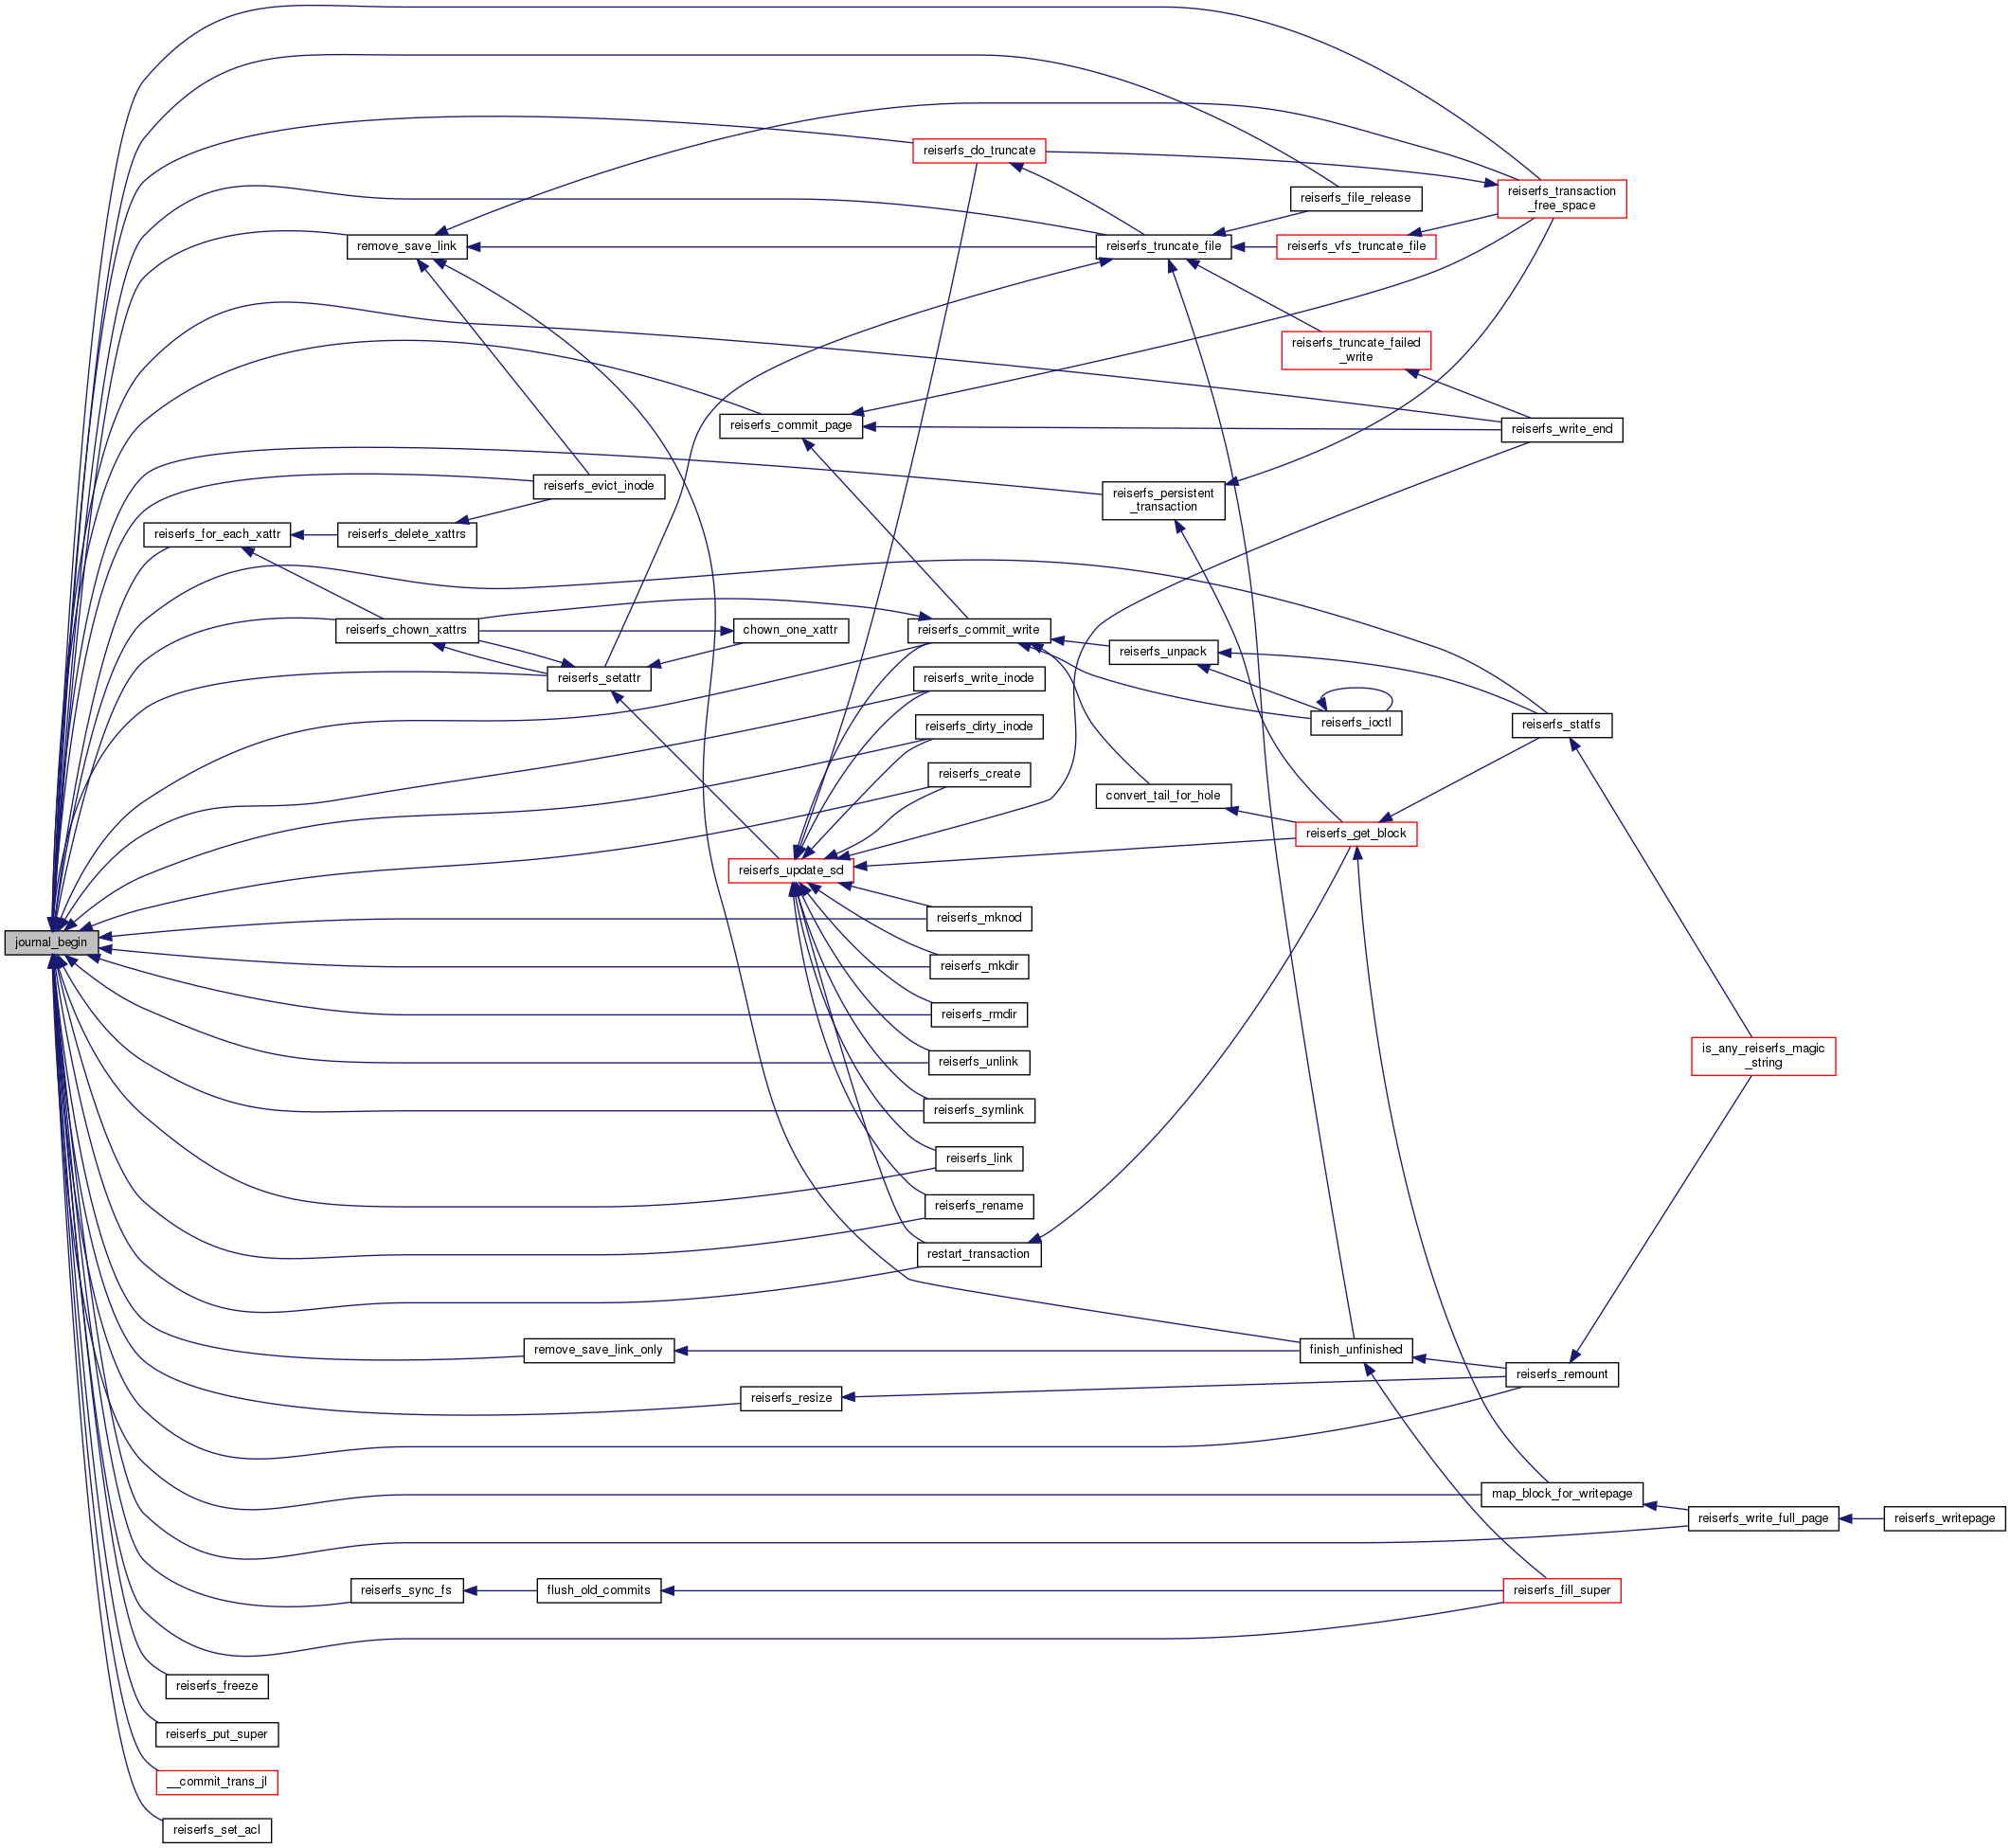 reiserfs_do_truncate
reiserfs_transaction
_free_space
reiserfs_file_release
remove_save_link
reiserfs_truncate_file
reiserfs_vfs_truncate_file
reiserfs_truncate_failed
_write
reiserfs_commit_page
reiserfs_write_end
reiserfs_evict_inode
reiserfs_persistent
_transaction
reiserfs_for_each_xattr
reiserfs_delete_xattrs
reiserfs_chown_xattrs
chown_one_xattr
reiserfs_commit_write
reiserfs_unpack
reiserfs_setattr
reiserfs_write_inode
reiserfs_ioctl
reiserfs_statfs
reiserfs_dirty_inode
reiserfs_create
convert_tail_for_hole
reiserfs_get_block
reiserfs_update_sd
reiserfs_mknod
journal_begin
reiserfs_mkdir
reiserfs_rmdir
is_any_reiserfs_magic
_string
reiserfs_unlink
reiserfs_symlink
reiserfs_link
reiserfs_rename
restart_transaction
remove_save_link_only
finish_unfinished
reiserfs_remount
reiserfs_resize
map_block_for_writepage
reiserfs_write_full_page
reiserfs_writepage
reiserfs_sync_fs
flush_old_commits
reiserfs_fill_super
reiserfs_freeze
reiserfs_put_super
__commit_trans_jl
reiserfs_set_acl